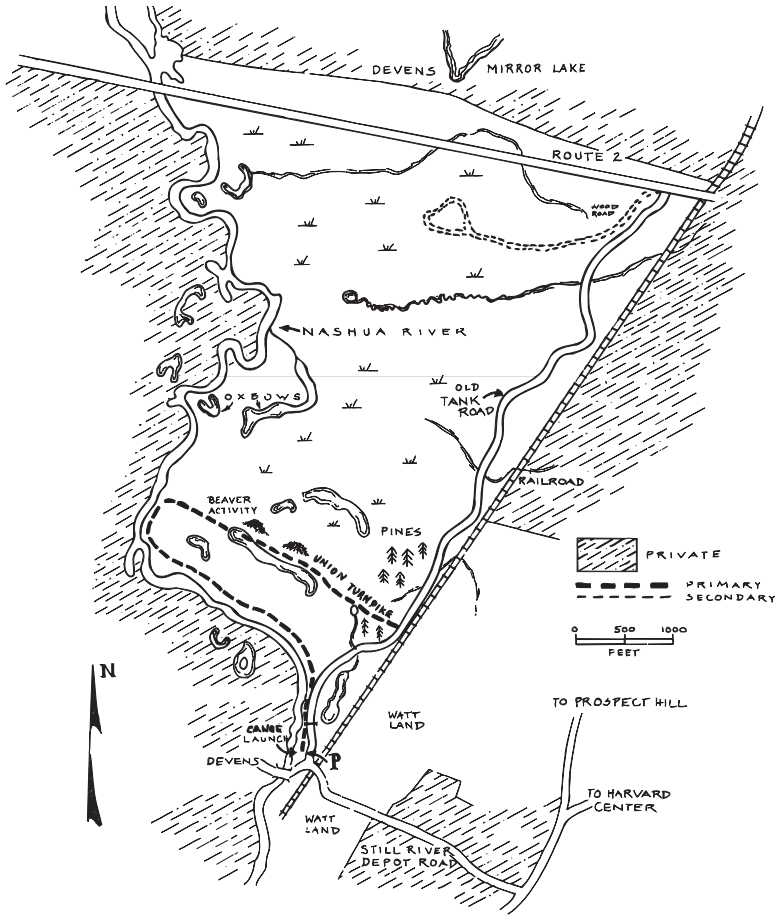 DEVENS
MIRROR LAKE
ROUTE 2
WOOD
ROAD
NASHUA RIVER
OLD
TANK
ROAD
OXBOWS
RAILROAD
BEAVER
ACTIVITY
PINES
UNION TURNPIKE
PRIVATE
PRIMARY
SECONDARY
0 500 1000
FEET
N
TO PROSPECT HILL
WATT
LAND
CANOE
LAUNCH
P
DEVENS
TO HARVARD
CENTER
WATT
LAND
STILL RIVER
DEPOT ROAD